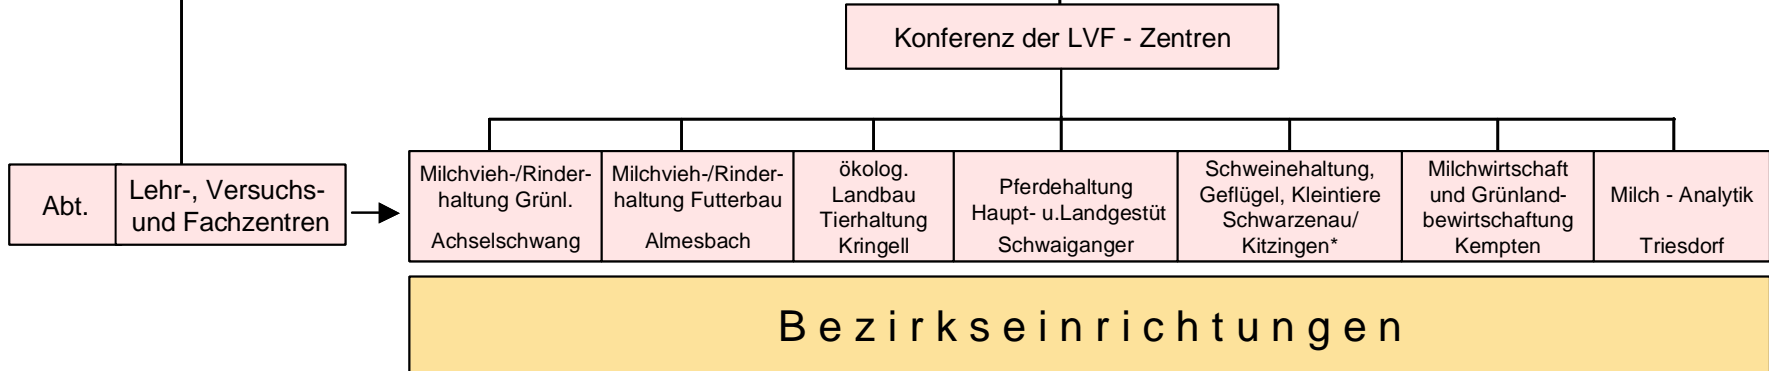 Konferenz der LVF - Zentren
Abt.
Lehr-, Versuchs-
und Fachzentren
Milchvieh-/Rinder-
haltung Grünl.
Achselschwang
Milchvieh-/Rinder-
haltung Futterbau
Almesbach
ökolog.
Landbau
Tierhaltung
Kringell
Pferdehaltung
Haupt- u.Landgestüt
Schwaiganger
Schweinehaltung,
Geflügel, Kleintiere
Schwarzenau/
Kitzingen*
Milchwirtschaft
und Grünland-
bewirtschaftung
Kempten
Milch - Analytik
Triesdorf
Bezirkseinrichtungen